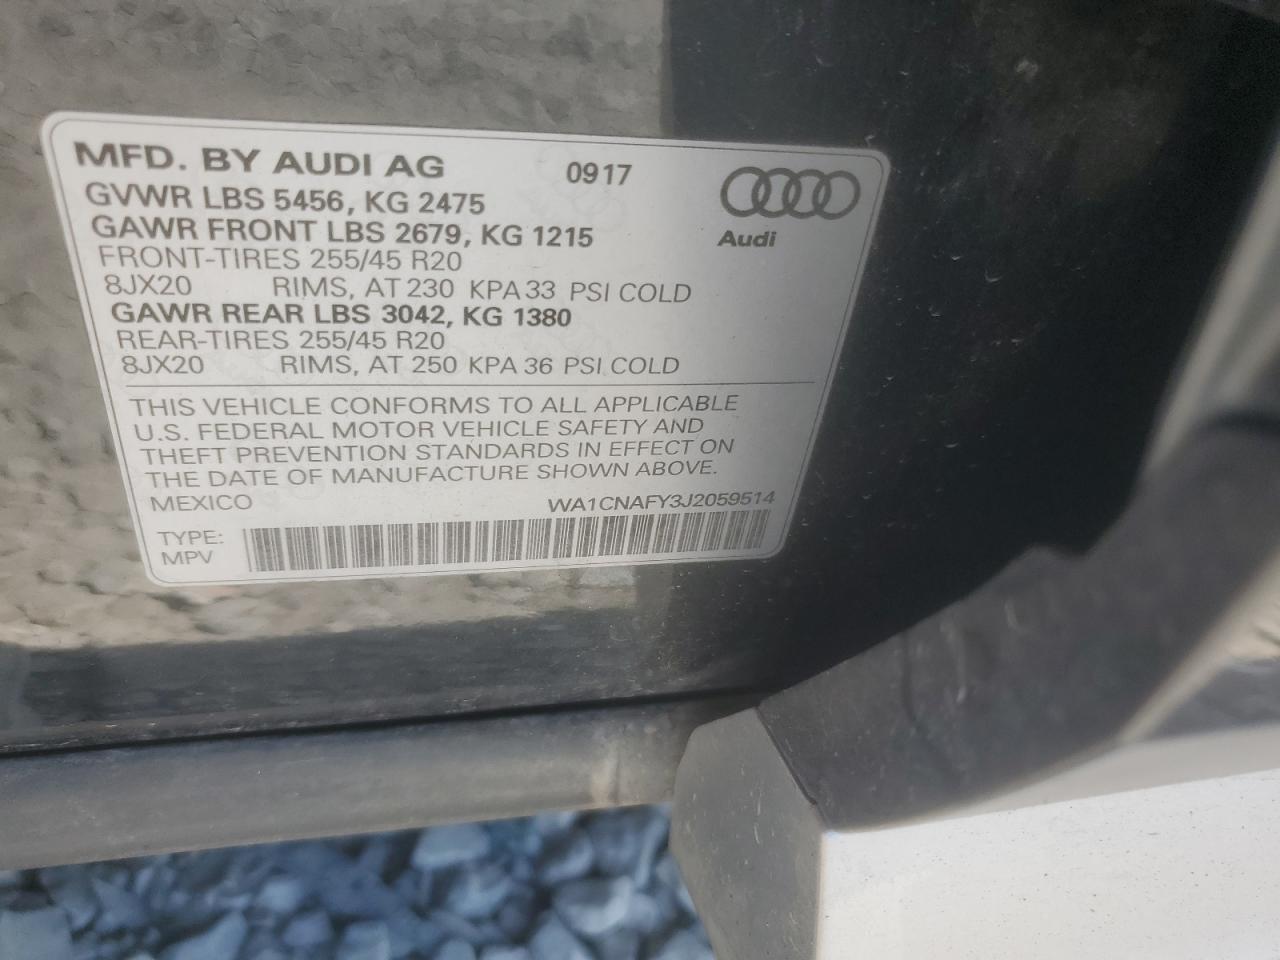 MFD. BY AUDI AG 0917
GVWR LBS 5456, KG 2475
GAWR FRONT LBS 2679, KG 1215
Audi
FRONT-TIRES 255/45 R20
8JX20 RIMS, AT 230 KPA 33 PSI COLD
GAWR REAR LBS 3042, KG 1380
REAR-TIRES 255/45 R20
8JX20 RIMS, AT 250 KPA 36 PSI COLD
THIS VEHICLE CONFORMS TO ALL APPLICABLE
U.S. FEDERAL MOTOR VEHICLE SAFETY AND
THEFT PREVENTION STANDARDS IN EFFECT ON
THE DATE OF MANUFACTURE SHOWN ABOVE.
MEXICO WA1CNAFY3J2059514
TYPE:
MPV